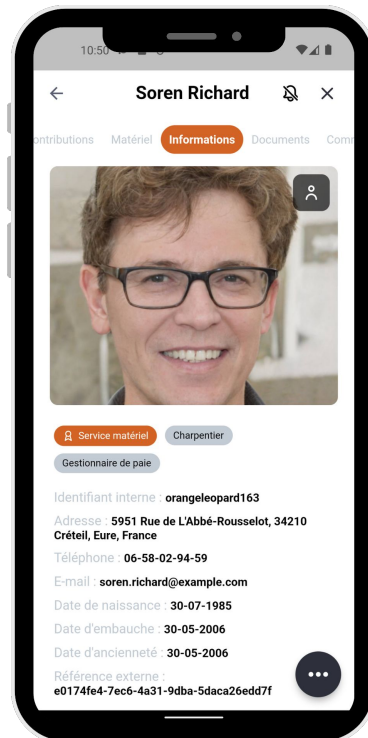 10:50
Soren Richard
ontributions Matériel Informations Documents Com
Service matériel Charpentier
Gestionnaire de paie
Identifiant interne : orangeleopard163
Adresse : 5951 Rue de L'Abbé-Rousselot, 34210
Créteil, Eure, France
Téléphone : 06-58-02-94-59
E-mail : soren.richard@example.com
Date de naissance : 30-07-1985
Date d'embauche : 30-05-2006
Date d'ancienneté : 30-05-2006
Référence externe :
e0174fe4-7ec6-4a31-9dba-5daca26edd7f